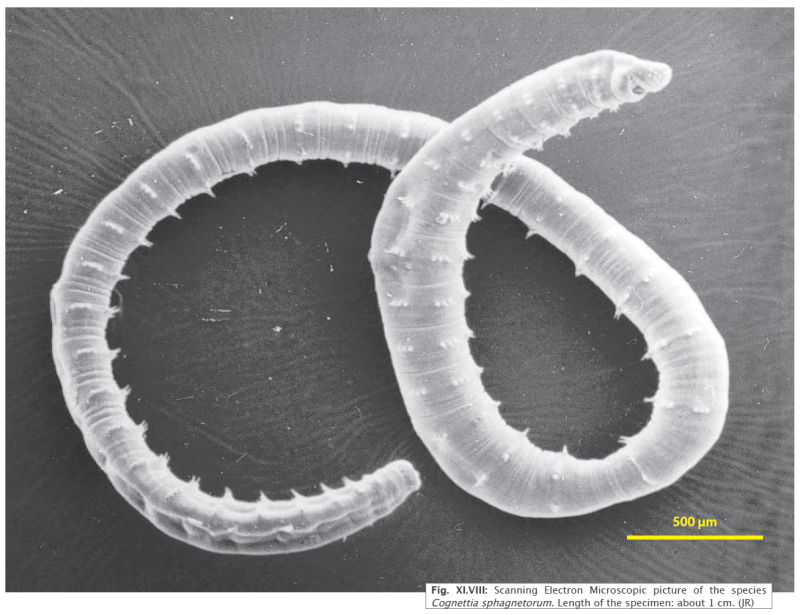 500 µm
Fig. XI.VIII: Scanning Electron Microscopic picture of the species
Cognettia sphagnetorum. Length of the specimen: about 1 cm. (JR)